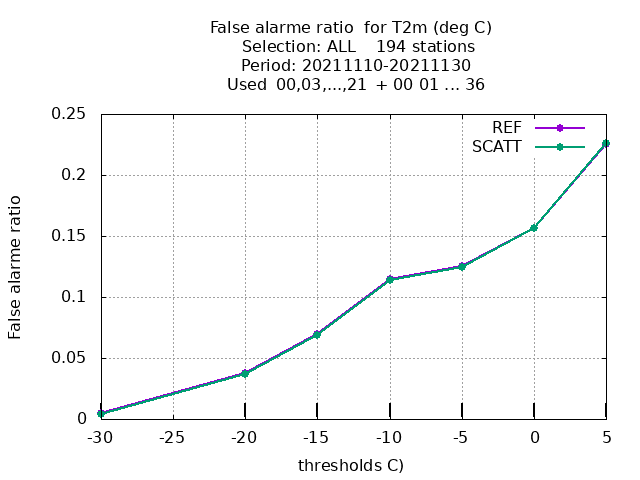 False alarme ratio  for T2m (deg C)
Selection: ALL    194 stations
Period: 20211110-20211130
Used  00,03,...,21  + 00 01 ... 36
REF
SCATT
False alarme ratio
0.25
0.2
0.15
0.1
0.05
0
-30
-25
-20
-15
-10
-5
0
5
thresholds C)